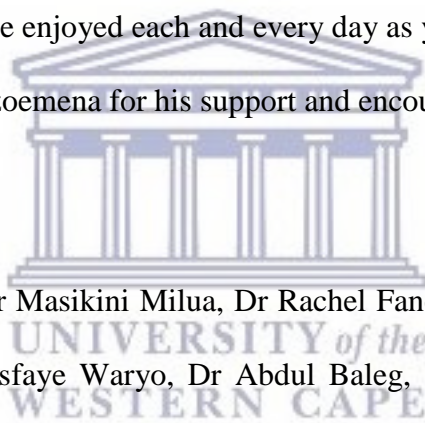 e enjoyed each and every day as y
zoemena for his support and encou
r Masikini Milua, Dr Rachel Fan
UNIVERSITY of the
sfaye Waryo, Dr Abdul Baleg,
WESTERN CAPE